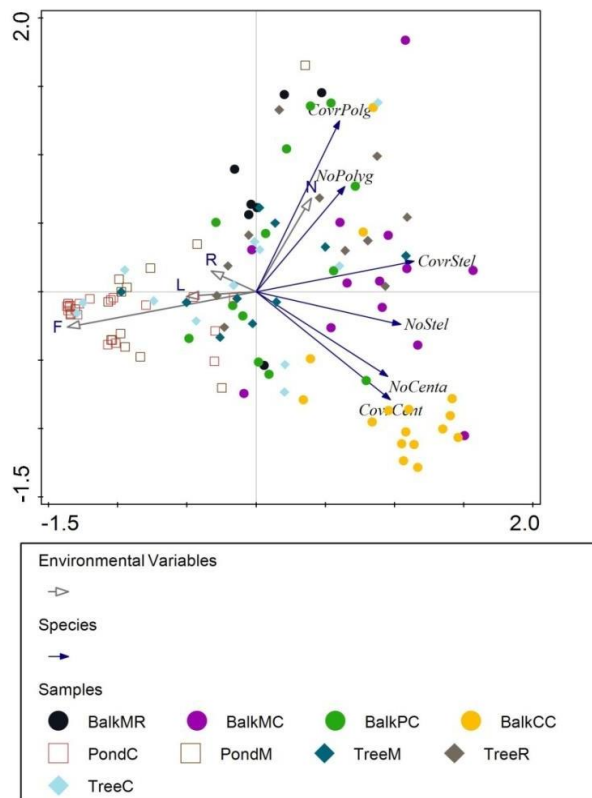 2.0
CovrPolg
NoPolyg
N
R
CovrStel
L
F
NoStel
NoCenta
CovrCent
-1.5
-1.5 2.0
Environmental Variables
Species
Samples
BalkMR BalkMC BalkPC BalkCC
PondC PondM TreeM TreeR
TreeC